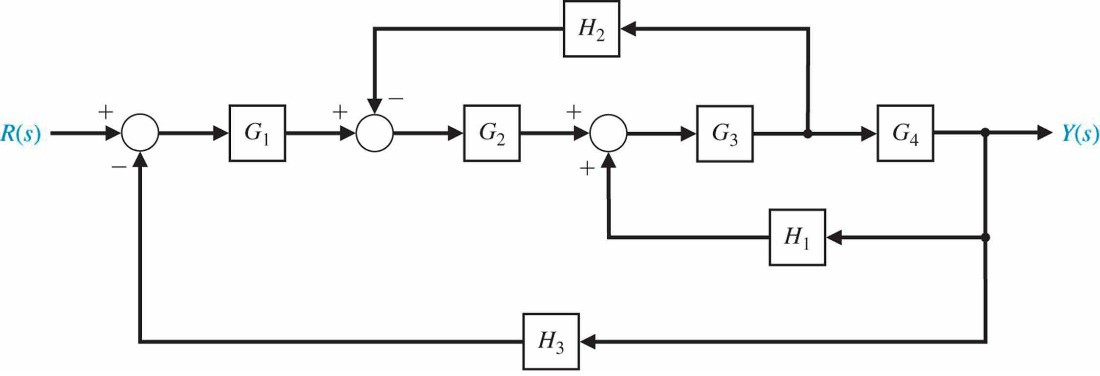 H₂
−
+
R(s)
G₁
+
G₂
+
G₃
G₄
Y(s)
−
+
H₁
H₃